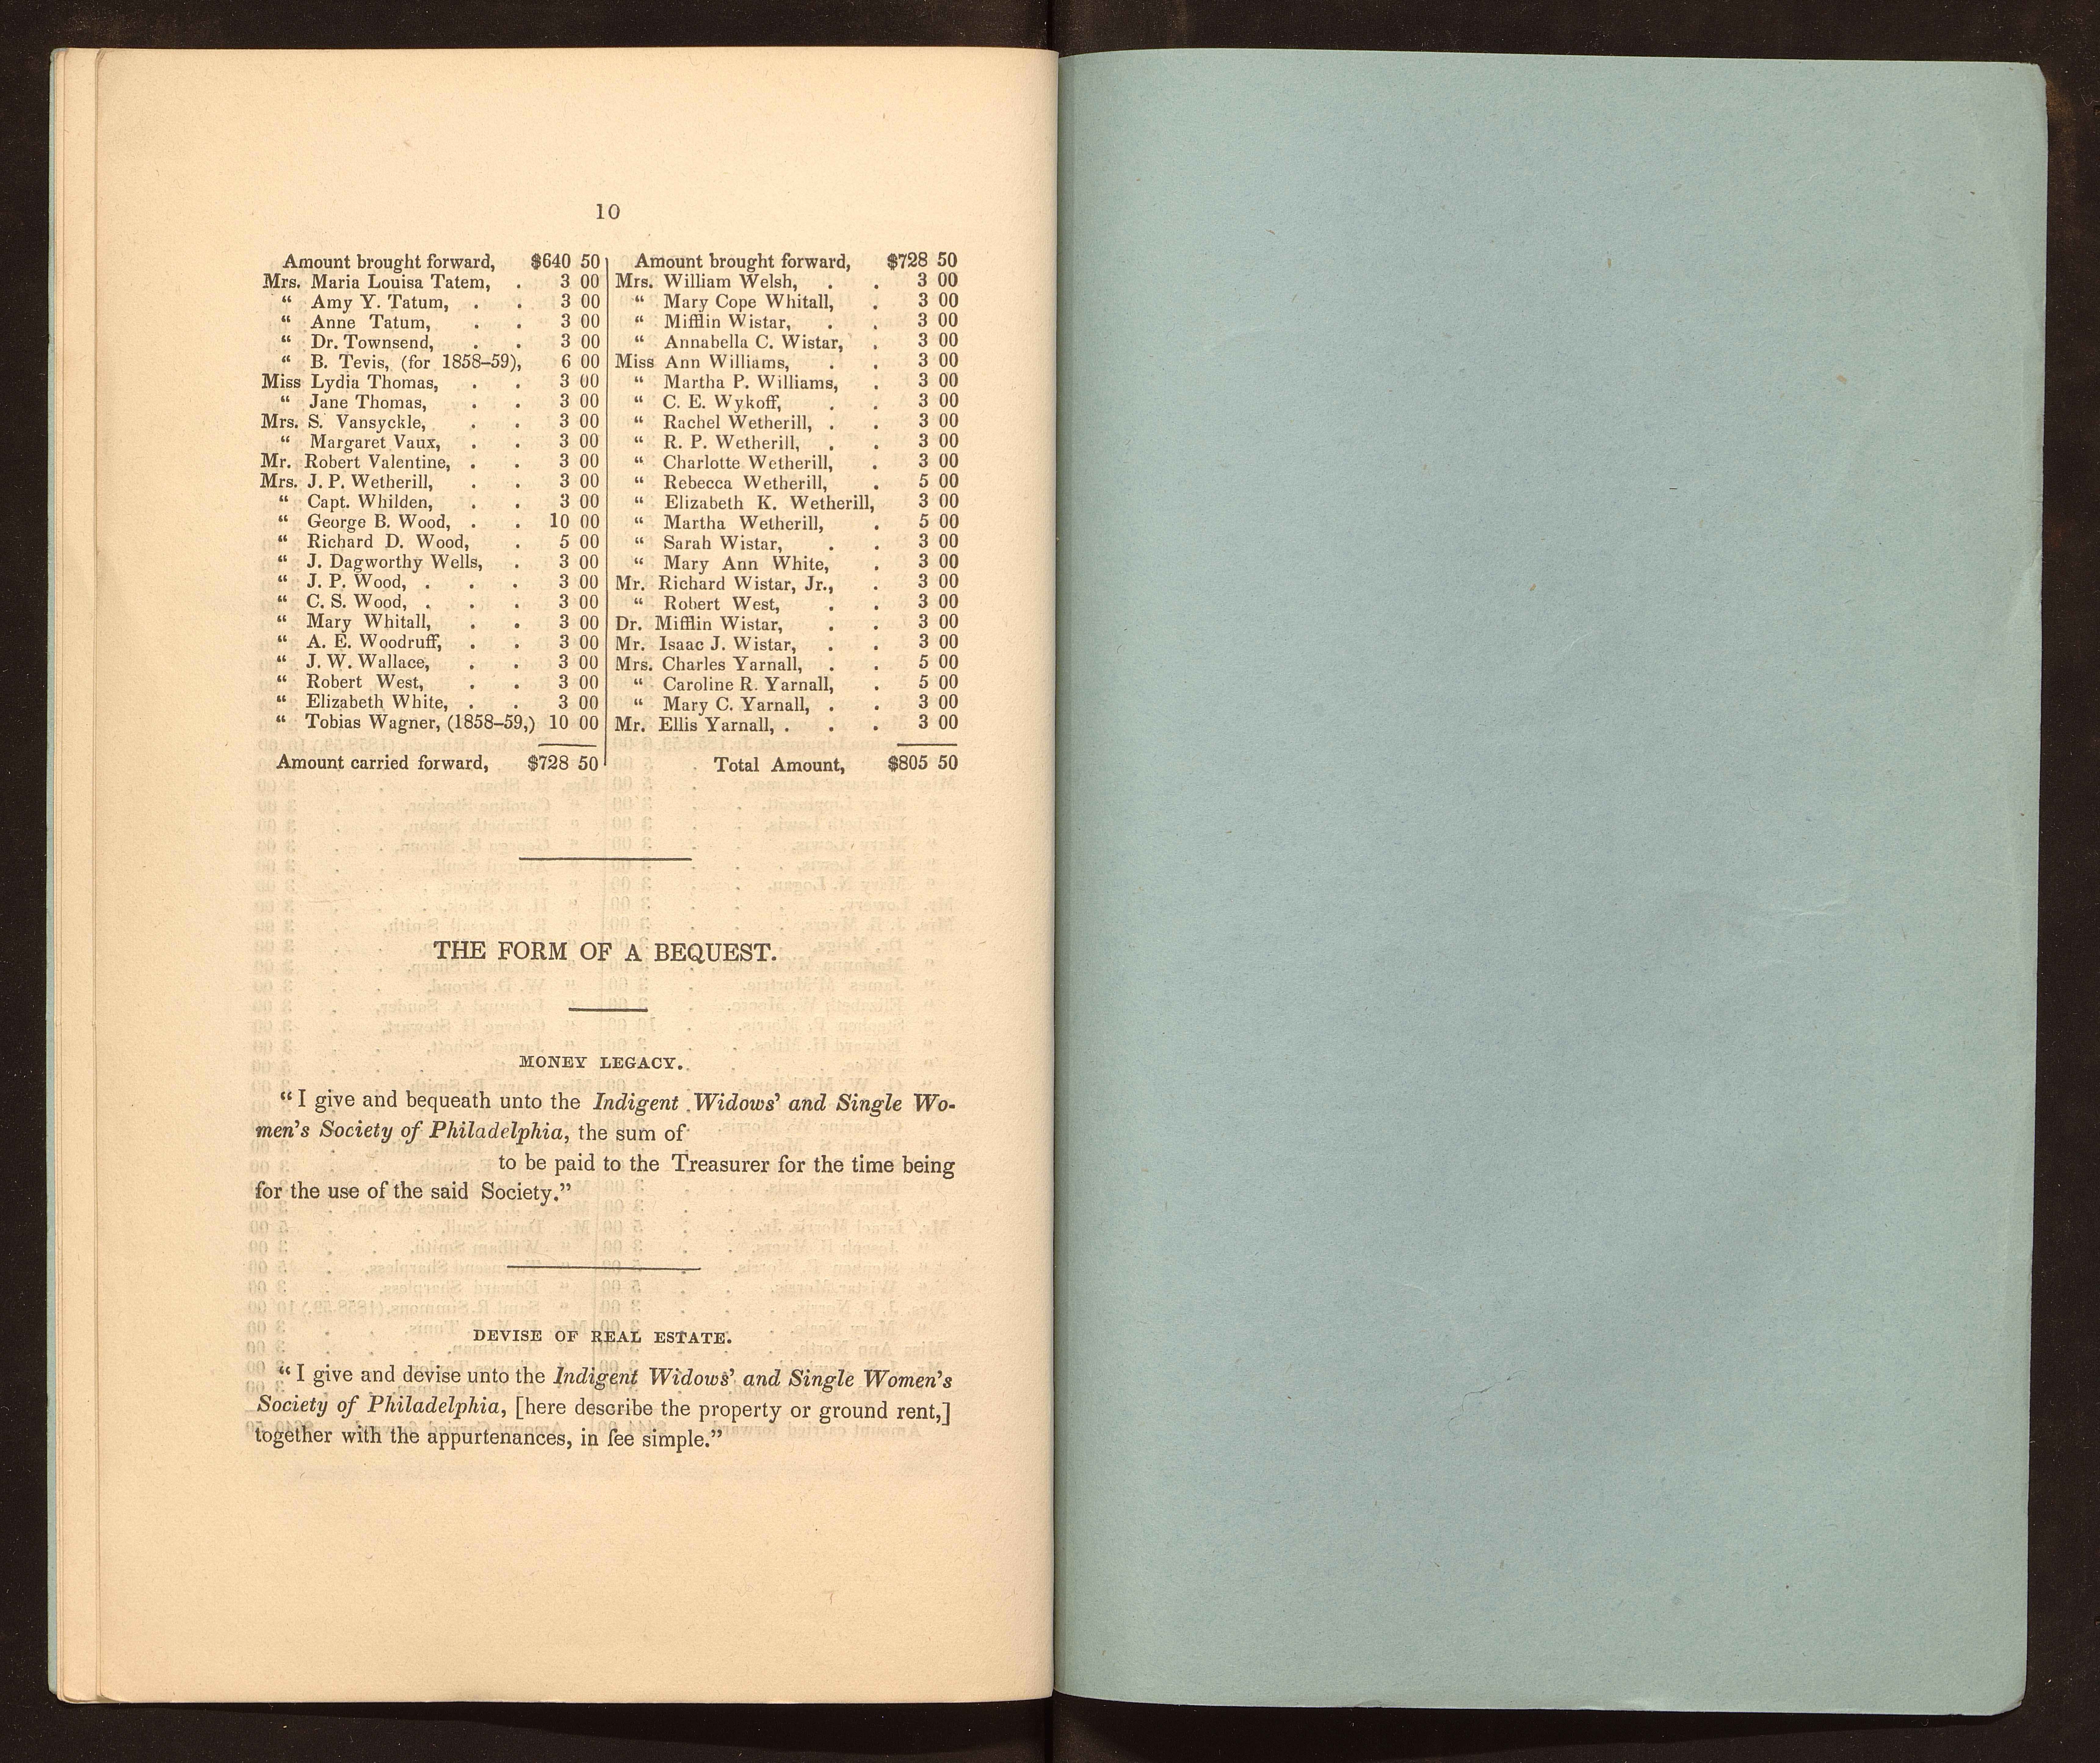 10
Amount brought forward, $640 50
Mrs. Maria Louisa Tatem, . 3 00
“ Amy Y. Tatum, . . 3 00
“ Anne Tatum, . . 3 00
“ Dr. Townsend, . . 3 00
“ B. Tevis, (for 1858–59), 6 00
Miss Lydia Thomas, . . 3 00
“ Jane Thomas, . . 3 00
Mrs. S. Vansyckle, . . 3 00
“ Margaret Vaux, . . 3 00
Mr. Robert Valentine, . . 3 00
Mrs. J. P. Wetherill, . . 3 00
“ Capt. Whilden, . . 3 00
“ George B. Wood, . . 10 00
“ Richard D. Wood, . 5 00
“ J. Dagworthy Wells, . 3 00
“ J. P. Wood, . . . 3 00
“ C. S. Wood, . . . 3 00
“ Mary Whitall, . . 3 00
“ A. E. Woodruff, . . 3 00
“ J. W. Wallace, . . 3 00
“ Robert West, . . 3 00
“ Elizabeth White, . . 3 00
“ Tobias Wagner, (1858–59,) 10 00
Amount carried forward, $728 50
Amount brought forward, $728 50
Mrs. William Welsh, . . 3 00
“ Mary Cope Whitall, . 3 00
“ Mifflin Wistar, . . 3 00
“ Annabella C. Wistar, . 3 00
Miss Ann Williams, . . 3 00
“ Martha P. Williams, . 3 00
“ C. E. Wykoff, . . 3 00
“ Rachel Wetherill, . . 3 00
“ R. P. Wetherill, . . 3 00
“ Charlotte Wetherill, . 3 00
“ Rebecca Wetherill, . 5 00
“ Elizabeth K. Wetherill, 3 00
“ Martha Wetherill, . 5 00
“ Sarah Wistar, . . 3 00
“ Mary Ann White, . 3 00
Mr. Richard Wistar, Jr., . 3 00
“ Robert West, . . 3 00
Dr. Mifflin Wistar, . . 3 00
Mr. Isaac J. Wistar, . . 3 00
Mrs. Charles Yarnall, . . 5 00
“ Caroline R. Yarnall, . 5 00
“ Mary C. Yarnall, . . 3 00
Mr. Ellis Yarnall, . . . 3 00
Total Amount, $805 50
THE FORM OF A BEQUEST.
MONEY LEGACY.
“I give and bequeath unto the Indigent Widows’ and Single Wo-
men’s Society of Philadelphia, the sum of
to be paid to the Treasurer for the time being
for the use of the said Society.”
DEVISE OF REAL ESTATE.
“I give and devise unto the Indigent Widows’ and Single Women’s
Society of Philadelphia, [here describe the property or ground rent,]
together with the appurtenances, in fee simple.”